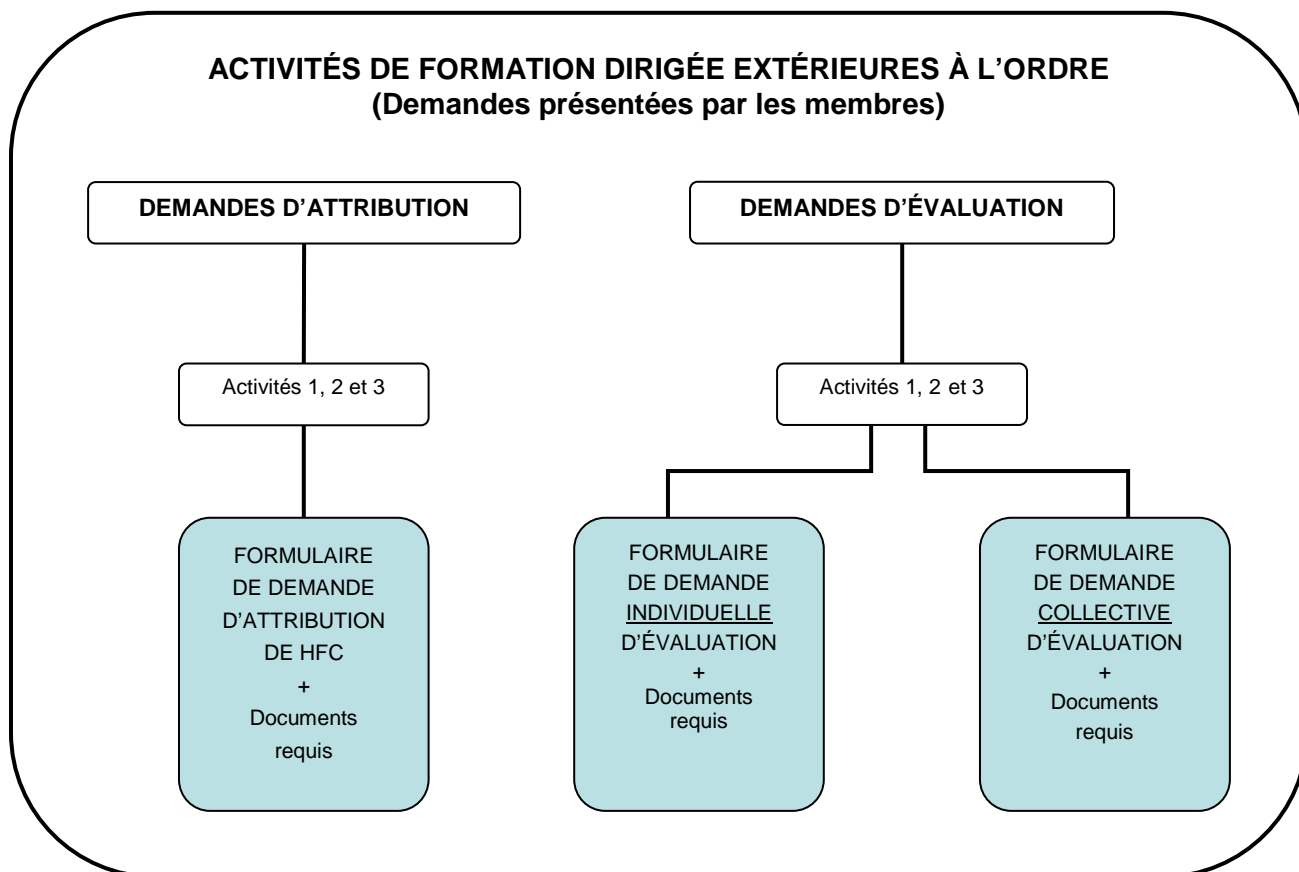 ACTIVITÉS DE FORMATION DIRIGÉE EXTÉRIEURES À L'ORDRE
(Demandes présentées par les membres)
DEMANDES D'ATTRIBUTION
Activités 1, 2 et 3
FORMULAIRE
DE DEMANDE
D'ATTRIBUTION
DE HFC
+
Documents
requis
DEMANDES D'ÉVALUATION
Activités 1, 2 et 3
FORMULAIRE
DE DEMANDE
INDIVIDUELLE
D'ÉVALUATION
+
Documents
requis
FORMULAIRE
DE DEMANDE
COLLECTIVE
D'ÉVALUATION
+
Documents
requis